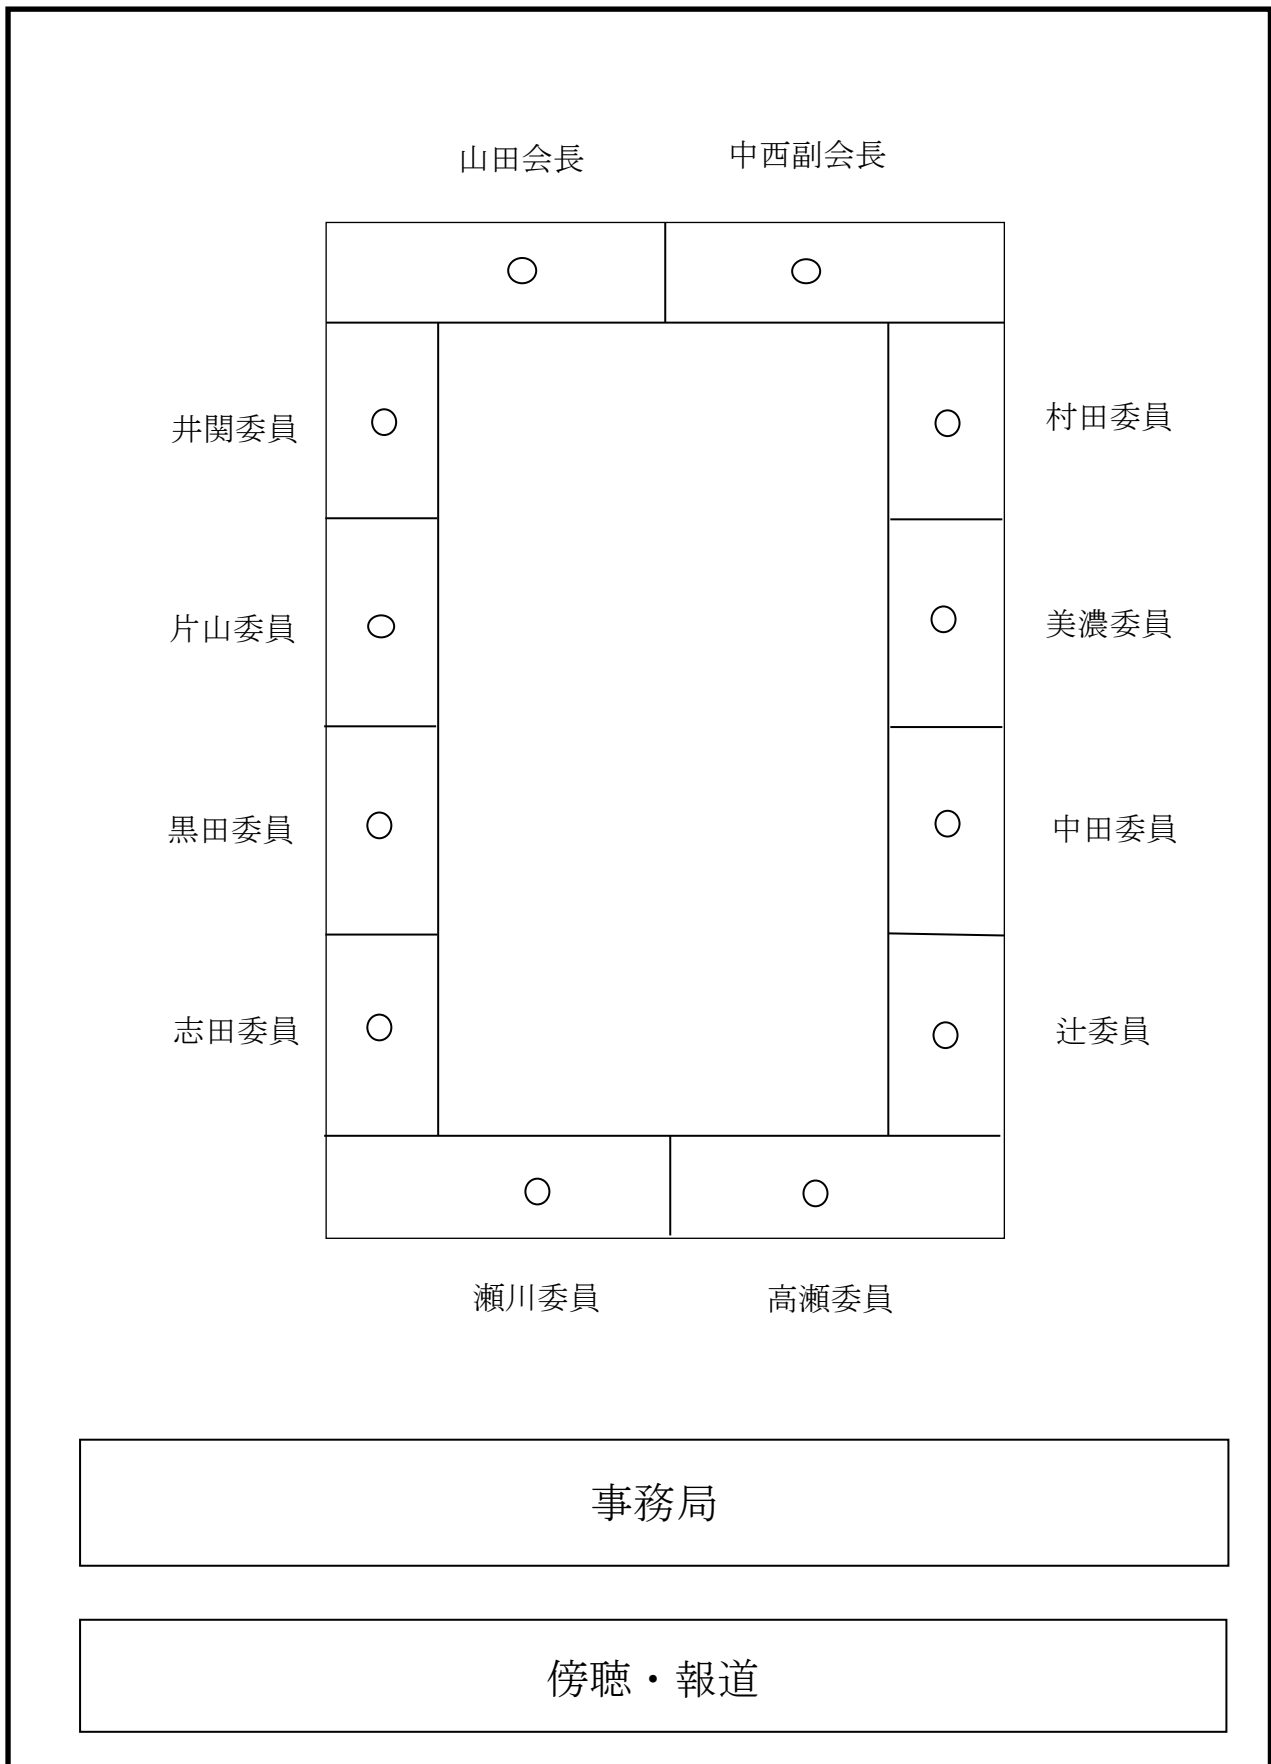 山田会長 中西副会長
井関委員 村田委員
片山委員 美濃委員
黒田委員 中田委員
志田委員 辻委員
瀬川委員 高瀬委員
事務局
傍聴・報道